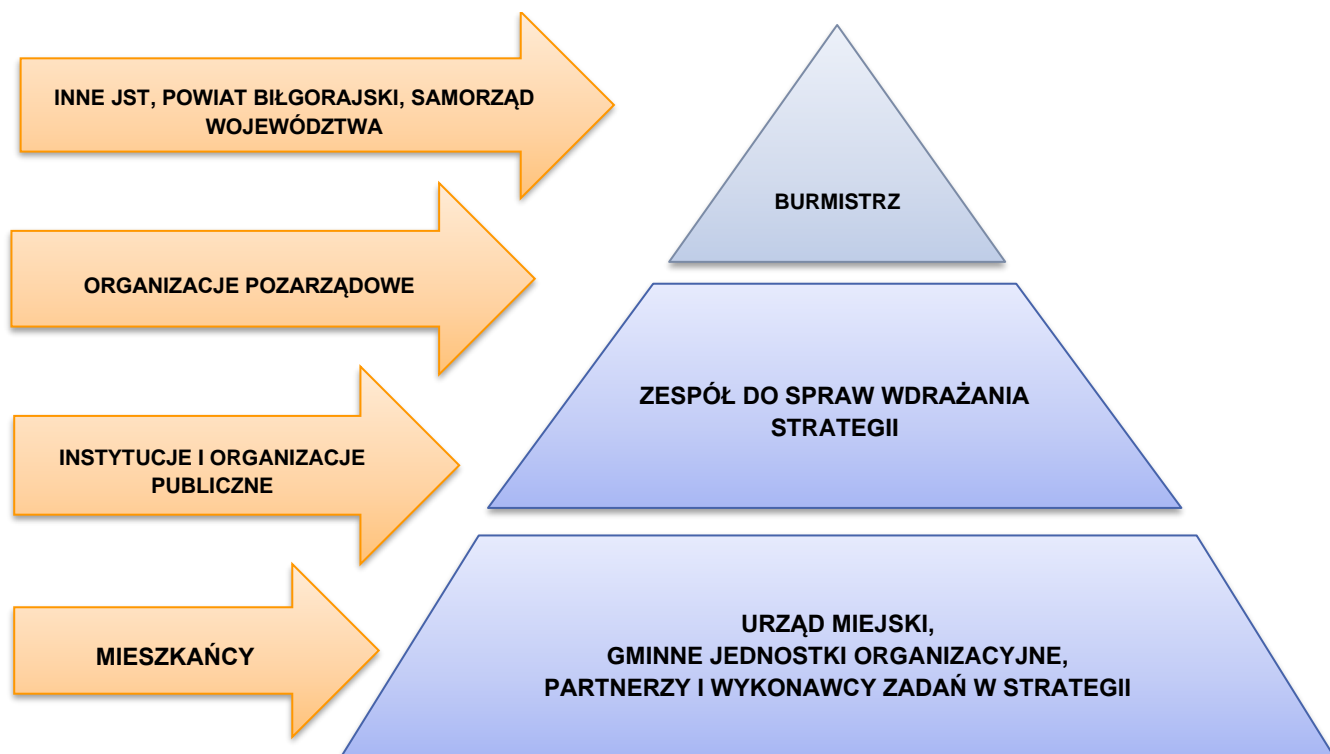 INNE JST, POWIAT BIŁGORAJSKI, SAMORZĄD
WOJEWÓDZTWA
BURMISTRZ
ORGANIZACJE POZARZĄDOWE
ZESPÓŁ DO SPRAW WDRAŻANIA
STRATEGII
INSTYTUCJE I ORGANIZACJE
PUBLICZNE
MIESZKAŃCY
URZĄD MIEJSKI,
GMINNE JEDNOSTKI ORGANIZACYJNE,
PARTNERZY I WYKONAWCY ZADAŃ W STRATEGII